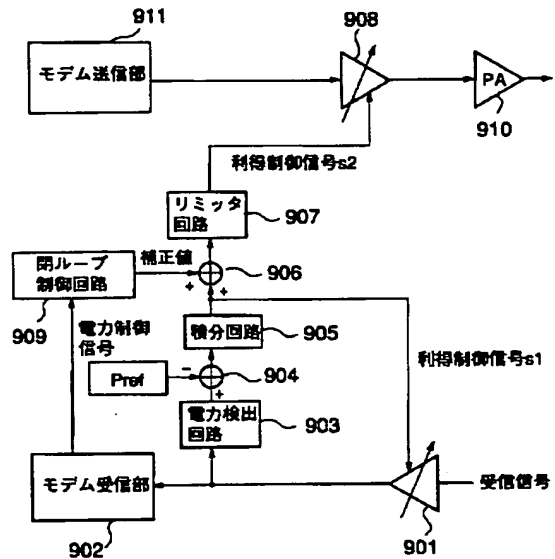 911
モデム送信部
908
PA
910
利得制御信号s2
リミッタ
回路
907
閉ループ
制御回路
補正値
906
+
+
909
電力制御
信号
積分回路
905
利得制御信号s1
Pref
−
904
+
電力検出
回路
903
モデム受信部
受信信号
902
901